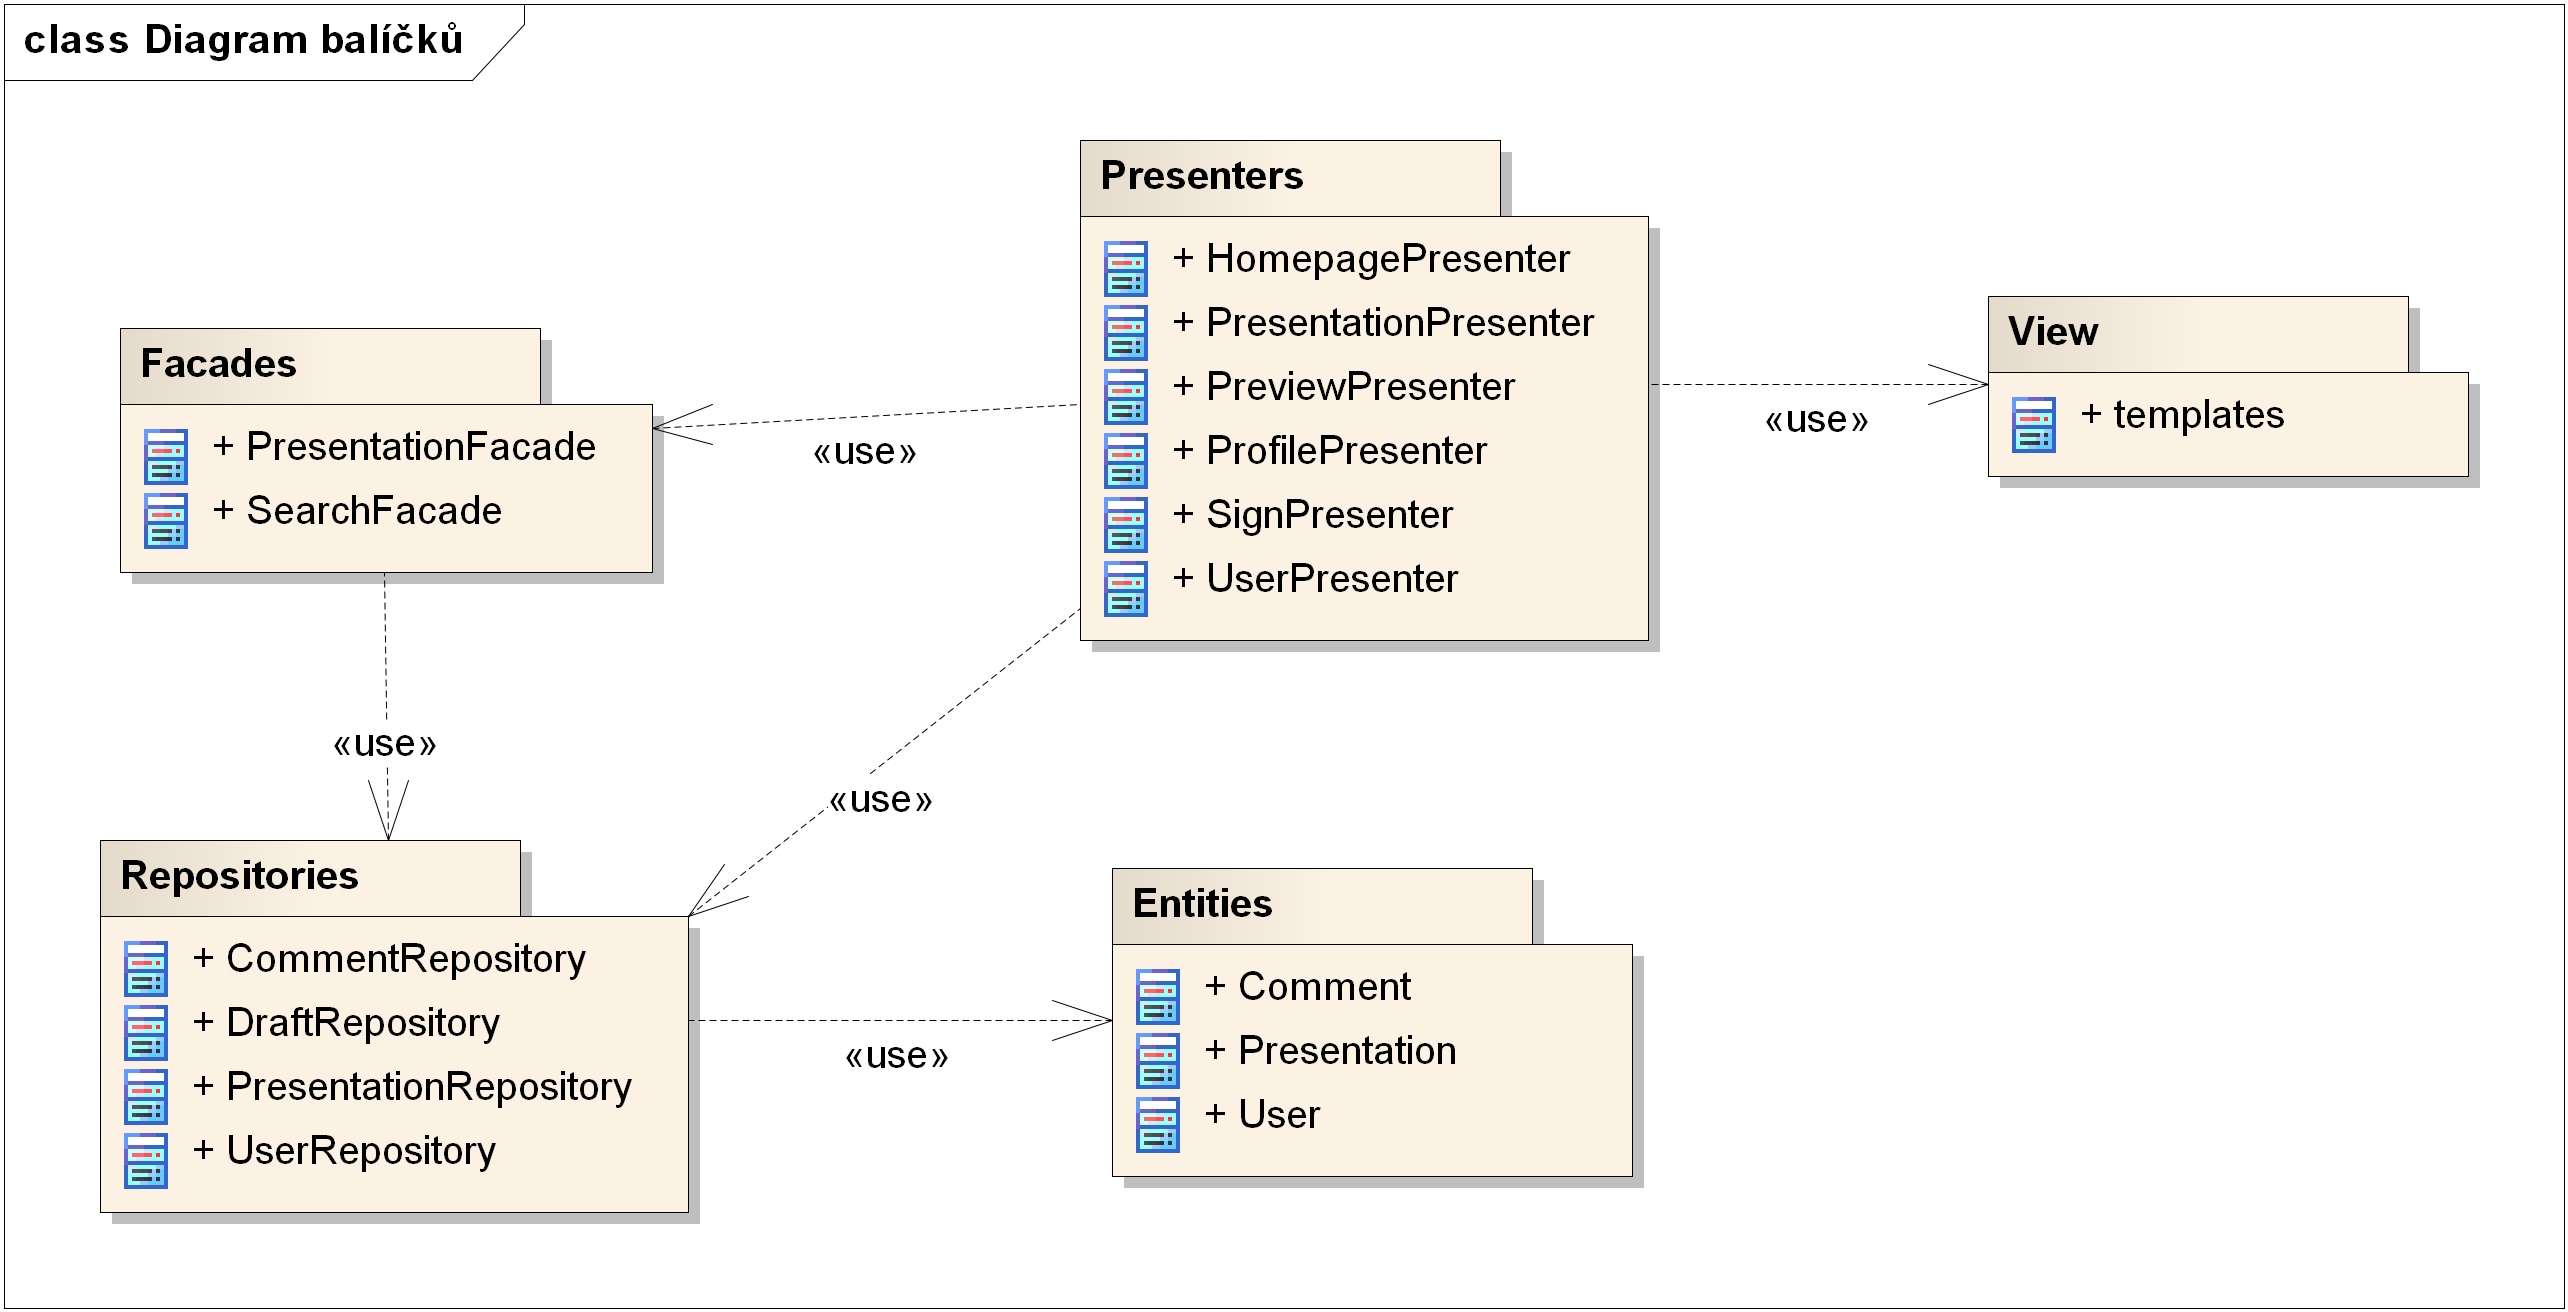 class Diagram balíčků
Presenters
+ HomepagePresenter
+ PresentationPresenter
+ PreviewPresenter
+ ProfilePresenter
+ SignPresenter
+ UserPresenter
View
+ templates
«use»
Facades
+ PresentationFacade
+ SearchFacade
«use»
«use»
«use»
Repositories
+ CommentRepository
+ DraftRepository
+ PresentationRepository
+ UserRepository
«use»
Entities
+ Comment
+ Presentation
+ User